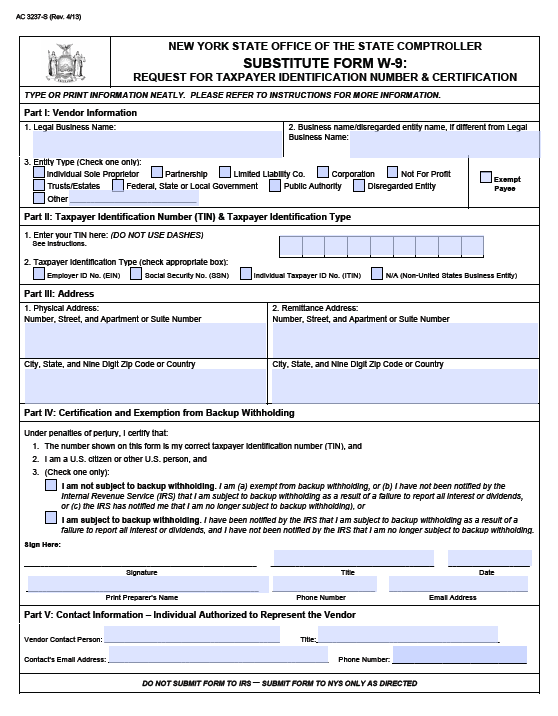 AC 3237-S (Rev. 4/13)
NEW YORK STATE OFFICE OF THE STATE COMPTROLLER
SUBSTITUTE FORM W-9:
REQUEST FOR TAXPAYER IDENTIFICATION NUMBER & CERTIFICATION
TYPE OR PRINT INFORMATION NEATLY. PLEASE REFER TO INSTRUCTIONS FOR MORE INFORMATION.
Part I: Vendor Information
1. Legal Business Name:
2. Business name/disregarded entity name, if different from Legal
Business Name:
3. Entity Type (Check one only):
Individual Sole Proprietor Partnership Limited Liability Co. Corporation Not For Profit
Trusts/Estates Federal, State or Local Government Public Authority Disregarded Entity
Other
Exempt
Payee
Part II: Taxpayer Identification Number (TIN) & Taxpayer Identification Type
1. Enter your TIN here: (DO NOT USE DASHES)
See instructions.
2. Taxpayer Identification Type (check appropriate box):
Employer ID No. (EIN) Social Security No. (SSN) Individual Taxpayer ID No. (ITIN) N/A (Non-United States Business Entity)
Part III: Address
1. Physical Address:
Number, Street, and Apartment or Suite Number
2. Remittance Address:
Number, Street, and Apartment or Suite Number
City, State, and Nine Digit Zip Code or Country
City, State, and Nine Digit Zip Code or Country
Part IV: Certification and Exemption from Backup Withholding
Under penalties of perjury, I certify that:
1. The number shown on this form is my correct taxpayer identification number (TIN), and
2. I am a U.S. citizen or other U.S. person, and
3. (Check one only):
I am not subject to backup withholding. I am (a) exempt from backup withholding, or (b) I have not been notified by the
Internal Revenue Service (IRS) that I am subject to backup withholding as a result of a failure to report all interest or dividends,
or (c) the IRS has notified me that I am no longer subject to backup withholding), or
I am subject to backup withholding. I have been notified by the IRS that I am subject to backup withholding as a result of a
failure to report all interest or dividends, and I have not been notified by the IRS that I am no longer subject to backup withholding.
Sign Here:
Signature Title Date
Print Preparer's Name Phone Number Email Address
Part V: Contact Information – Individual Authorized to Represent the Vendor
Vendor Contact Person: Title:
Contact's Email Address: Phone Number:
DO NOT SUBMIT FORM TO IRS — SUBMIT FORM TO NYS ONLY AS DIRECTED